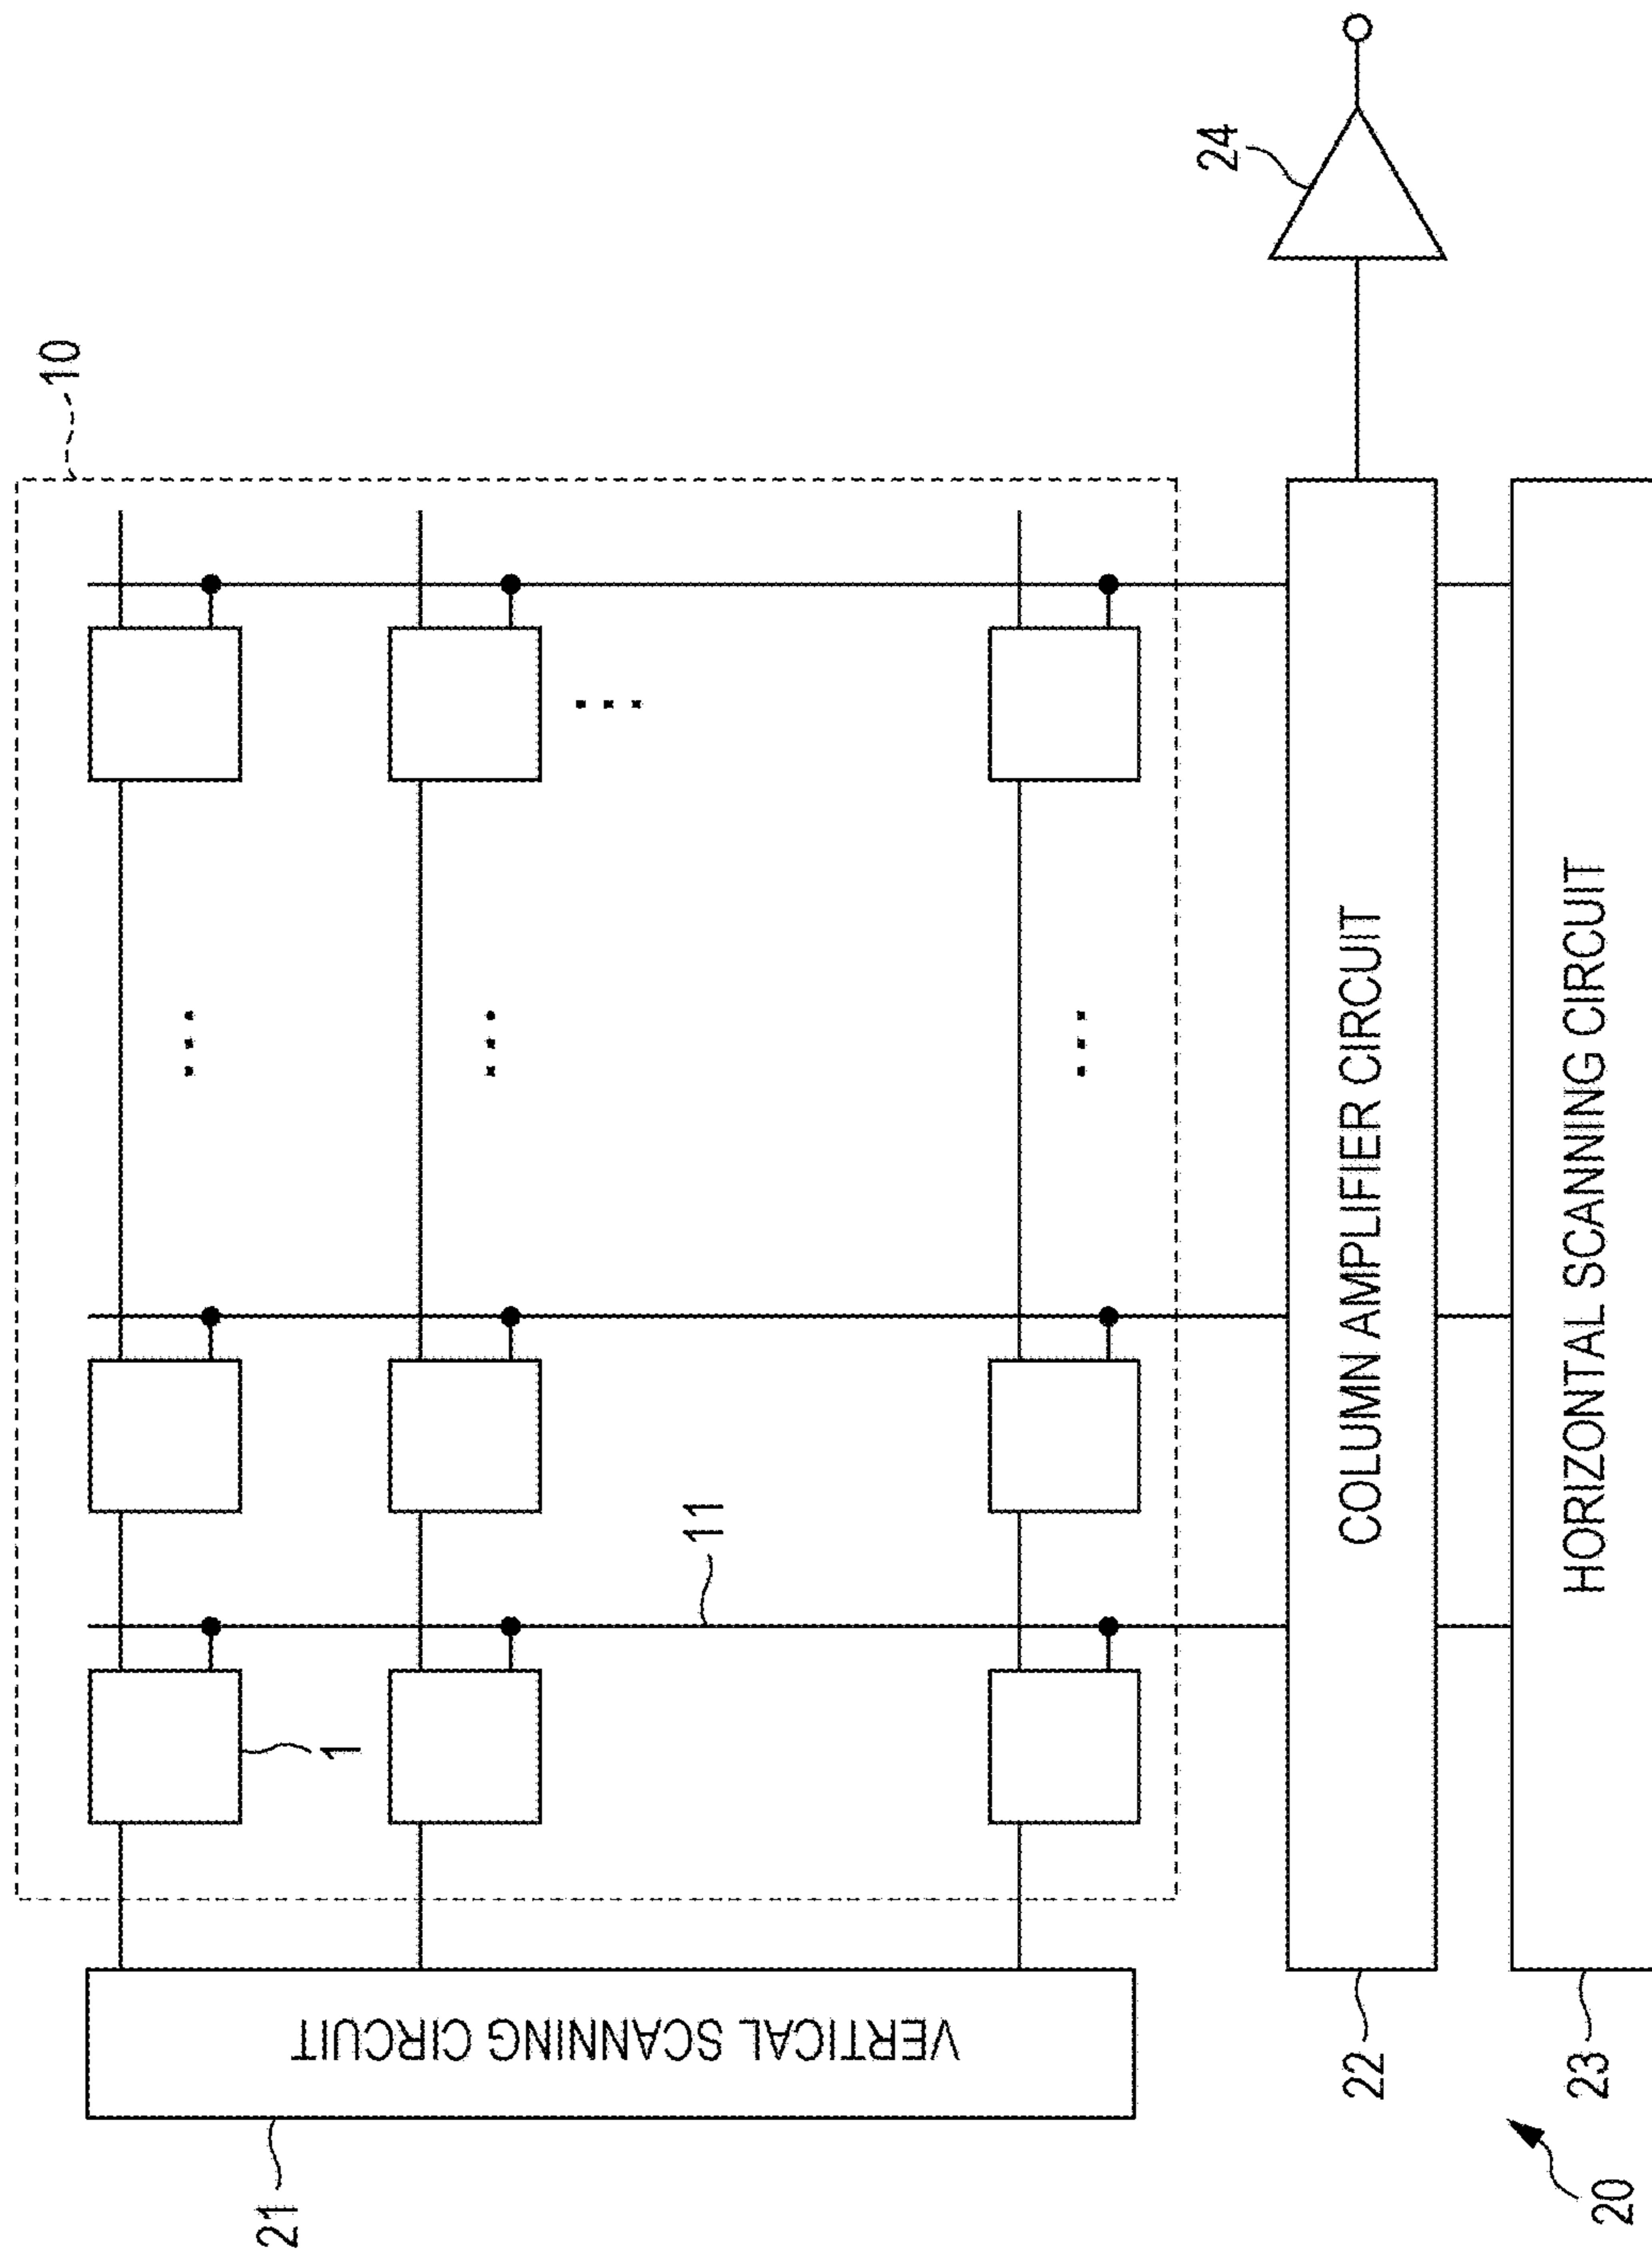 10
24
11
1
VERTICAL SCANNING CIRCUIT
21
COLUMN AMPLIFIER CIRCUIT
22
HORIZONTAL SCANNING CIRCUIT
23
20